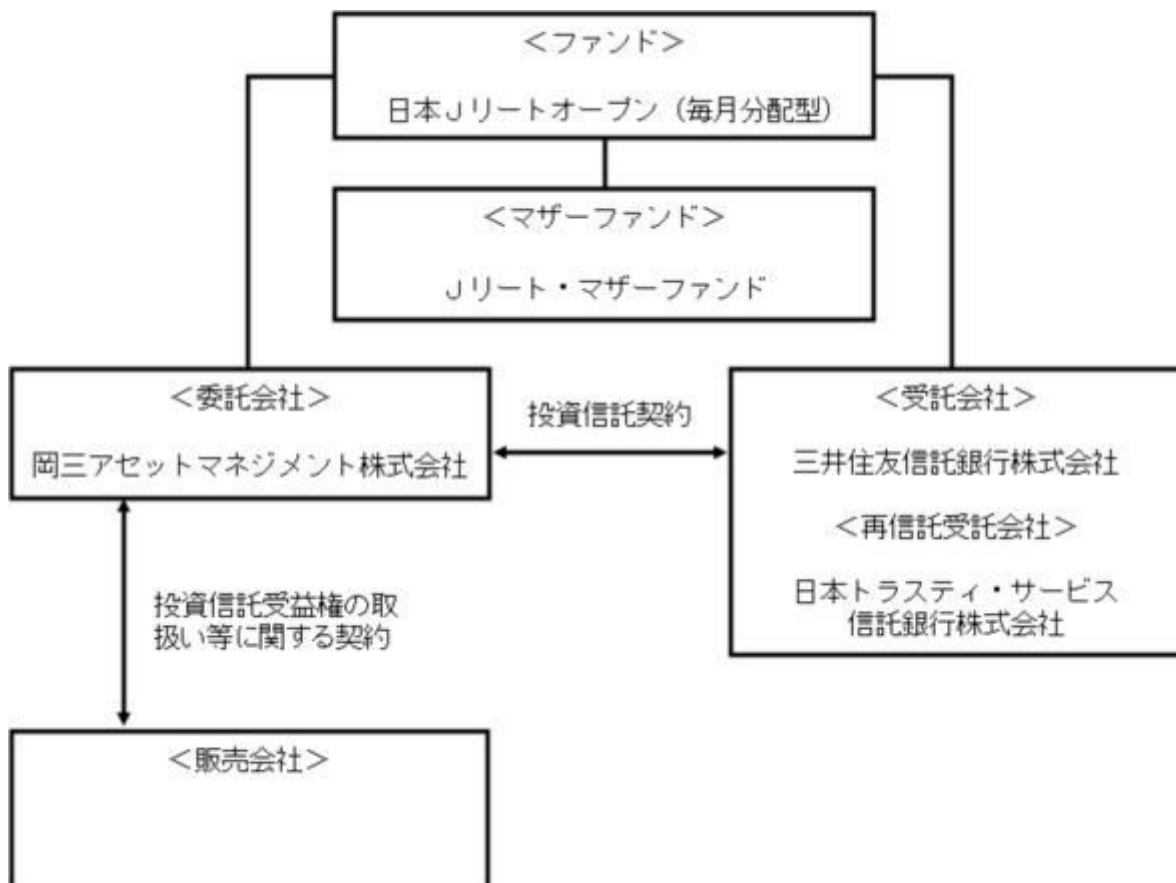 ＜ファンド＞
日本Ｊリートオープン（毎月分配型）
＜マザーファンド＞
Ｊリート・マザーファンド
＜委託会社＞
岡三アセットマネジメント株式会社
投資信託契約
＜受託会社＞
三井住友信託銀行株式会社
＜再信託受託会社＞
日本トラスティ・サービス
信託銀行株式会社
投資信託受益権の取
扱い等に関する契約
＜販売会社＞